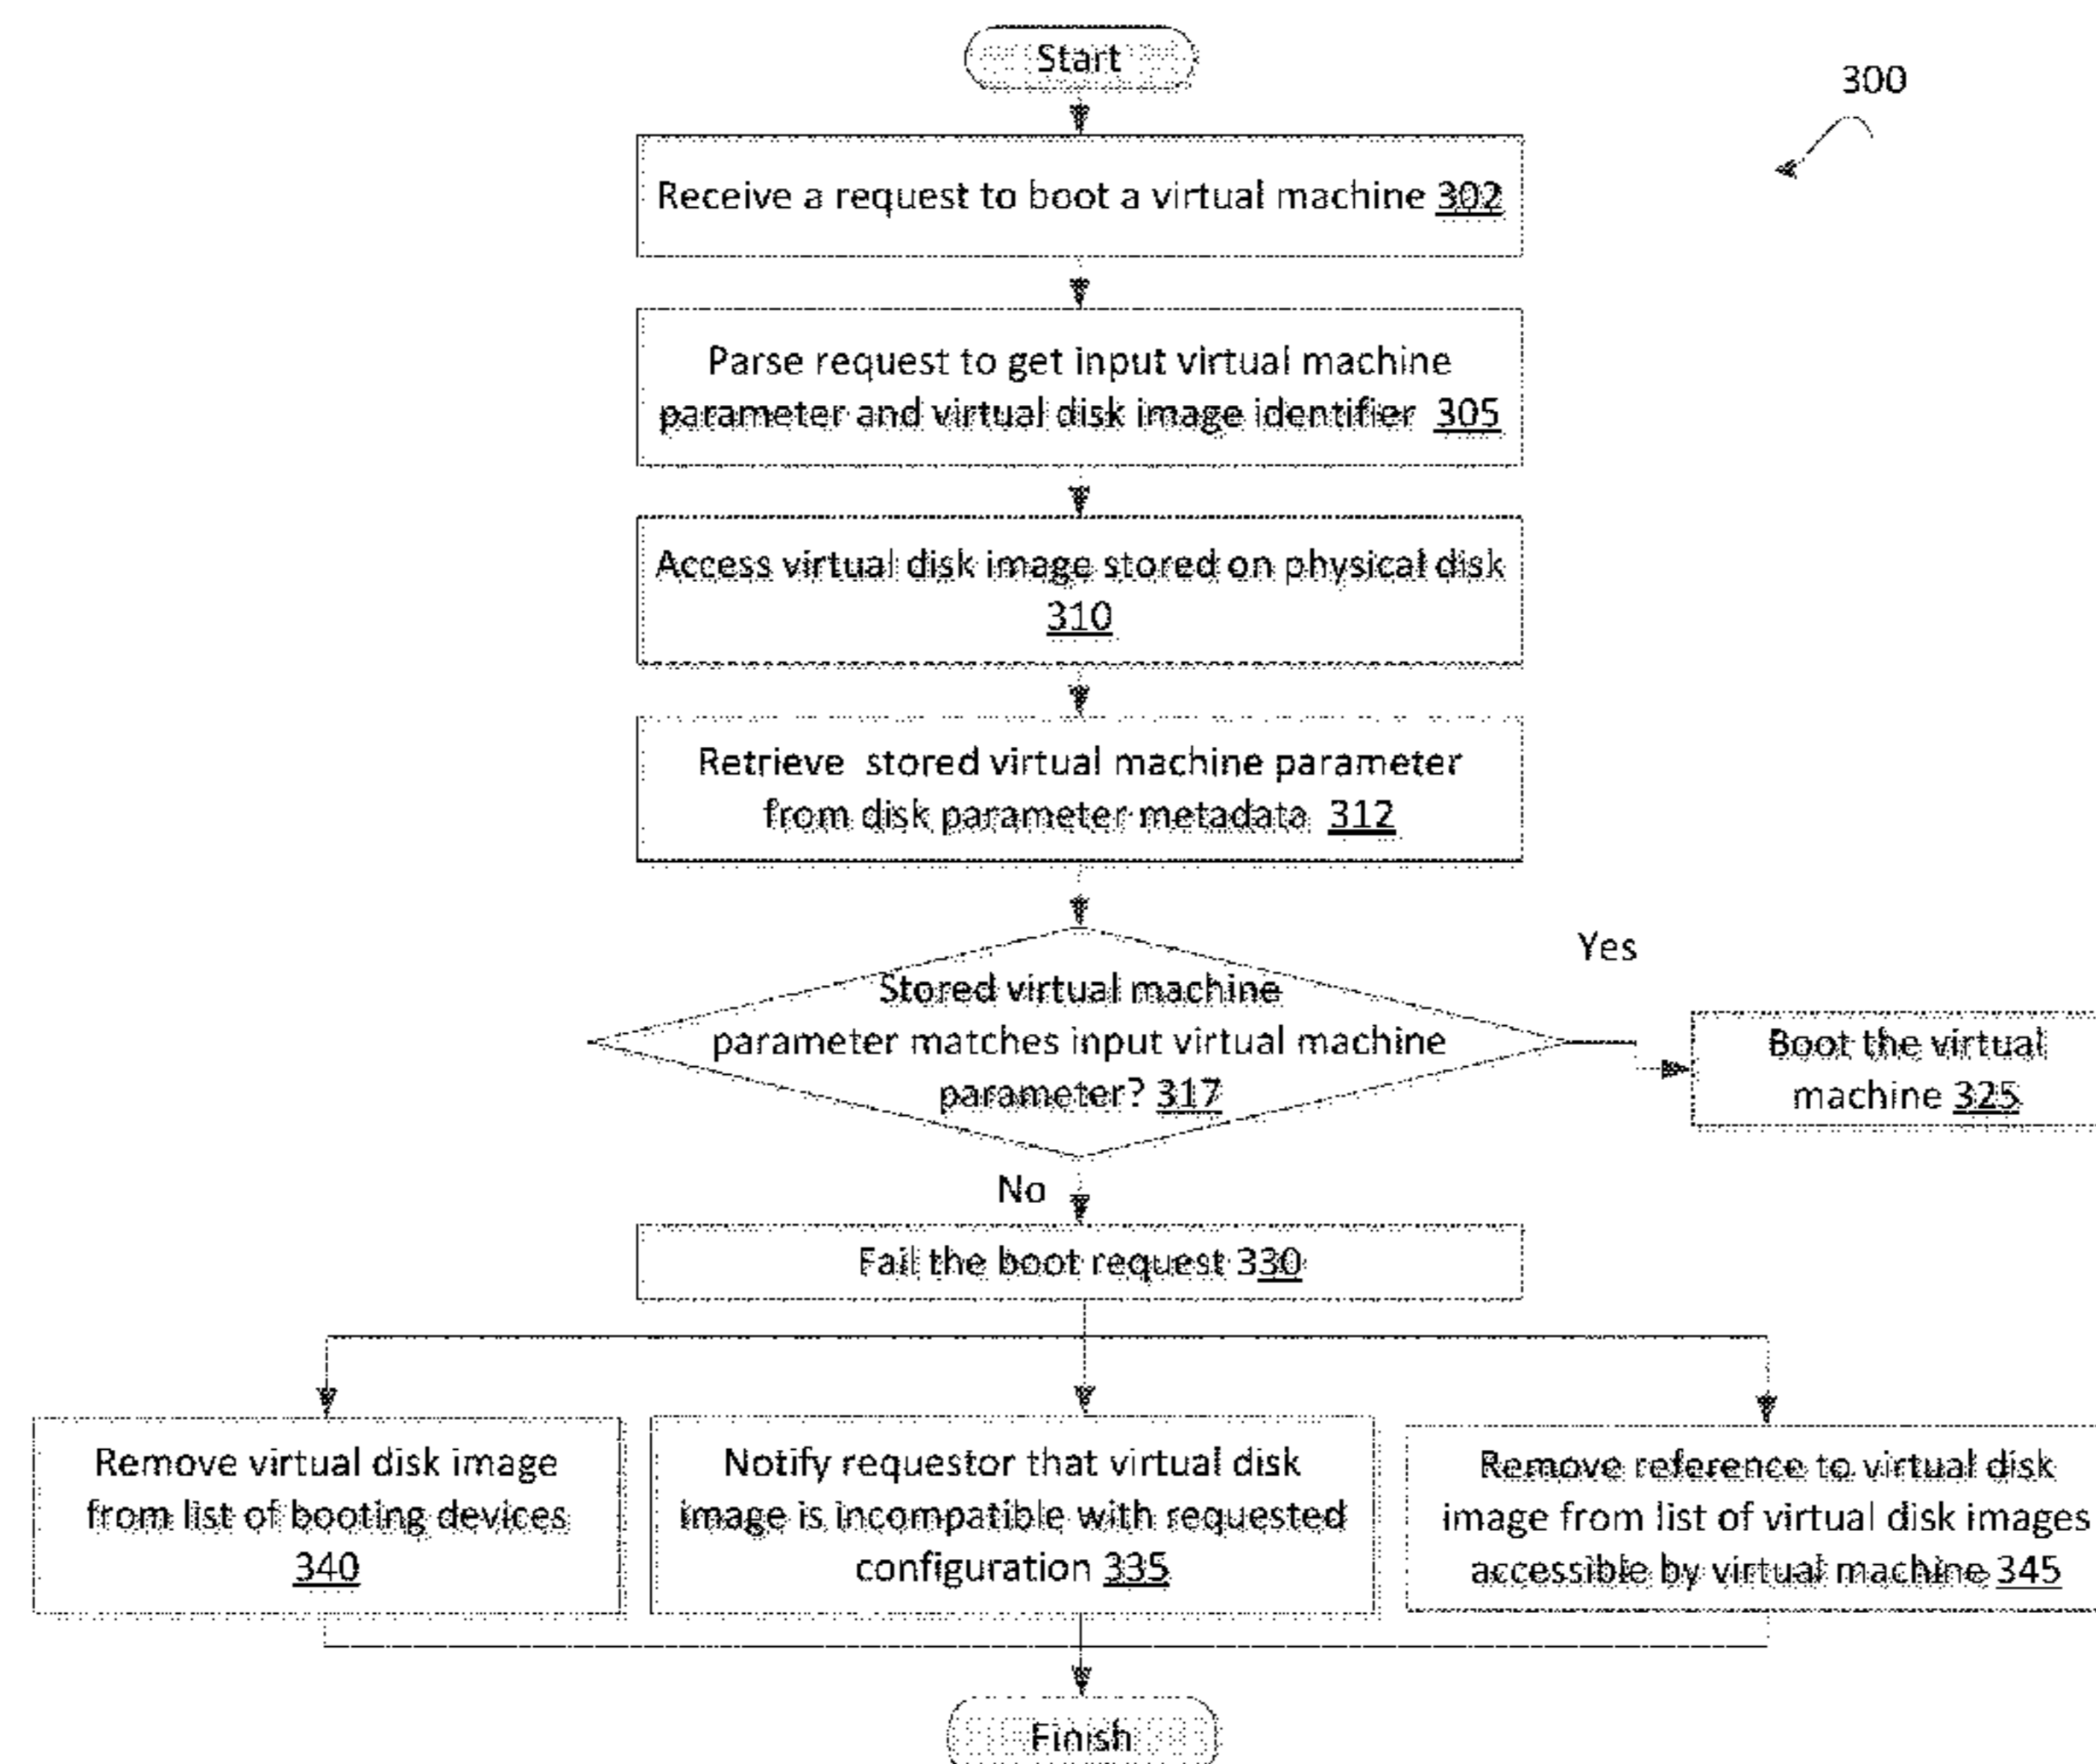 Start
300
Receive a request to boot a virtual machine 302
Parse request to get input virtual machine
parameter and virtual disk image identifier 305
Access virtual disk image stored on physical disk
310
Retrieve stored virtual machine parameter
from disk parameter metadata 312
Stored virtual machine
parameter matches input virtual machine
parameter? 317
Yes
Boot the virtual
machine 325
No
Fail the boot request 330
Remove virtual disk image
from list of booting devices
340
Notify requestor that virtual disk
image is incompatible with requested
configuration 335
Remove reference to virtual disk
image from list of virtual disk images
accessible by virtual machine 345
Finish